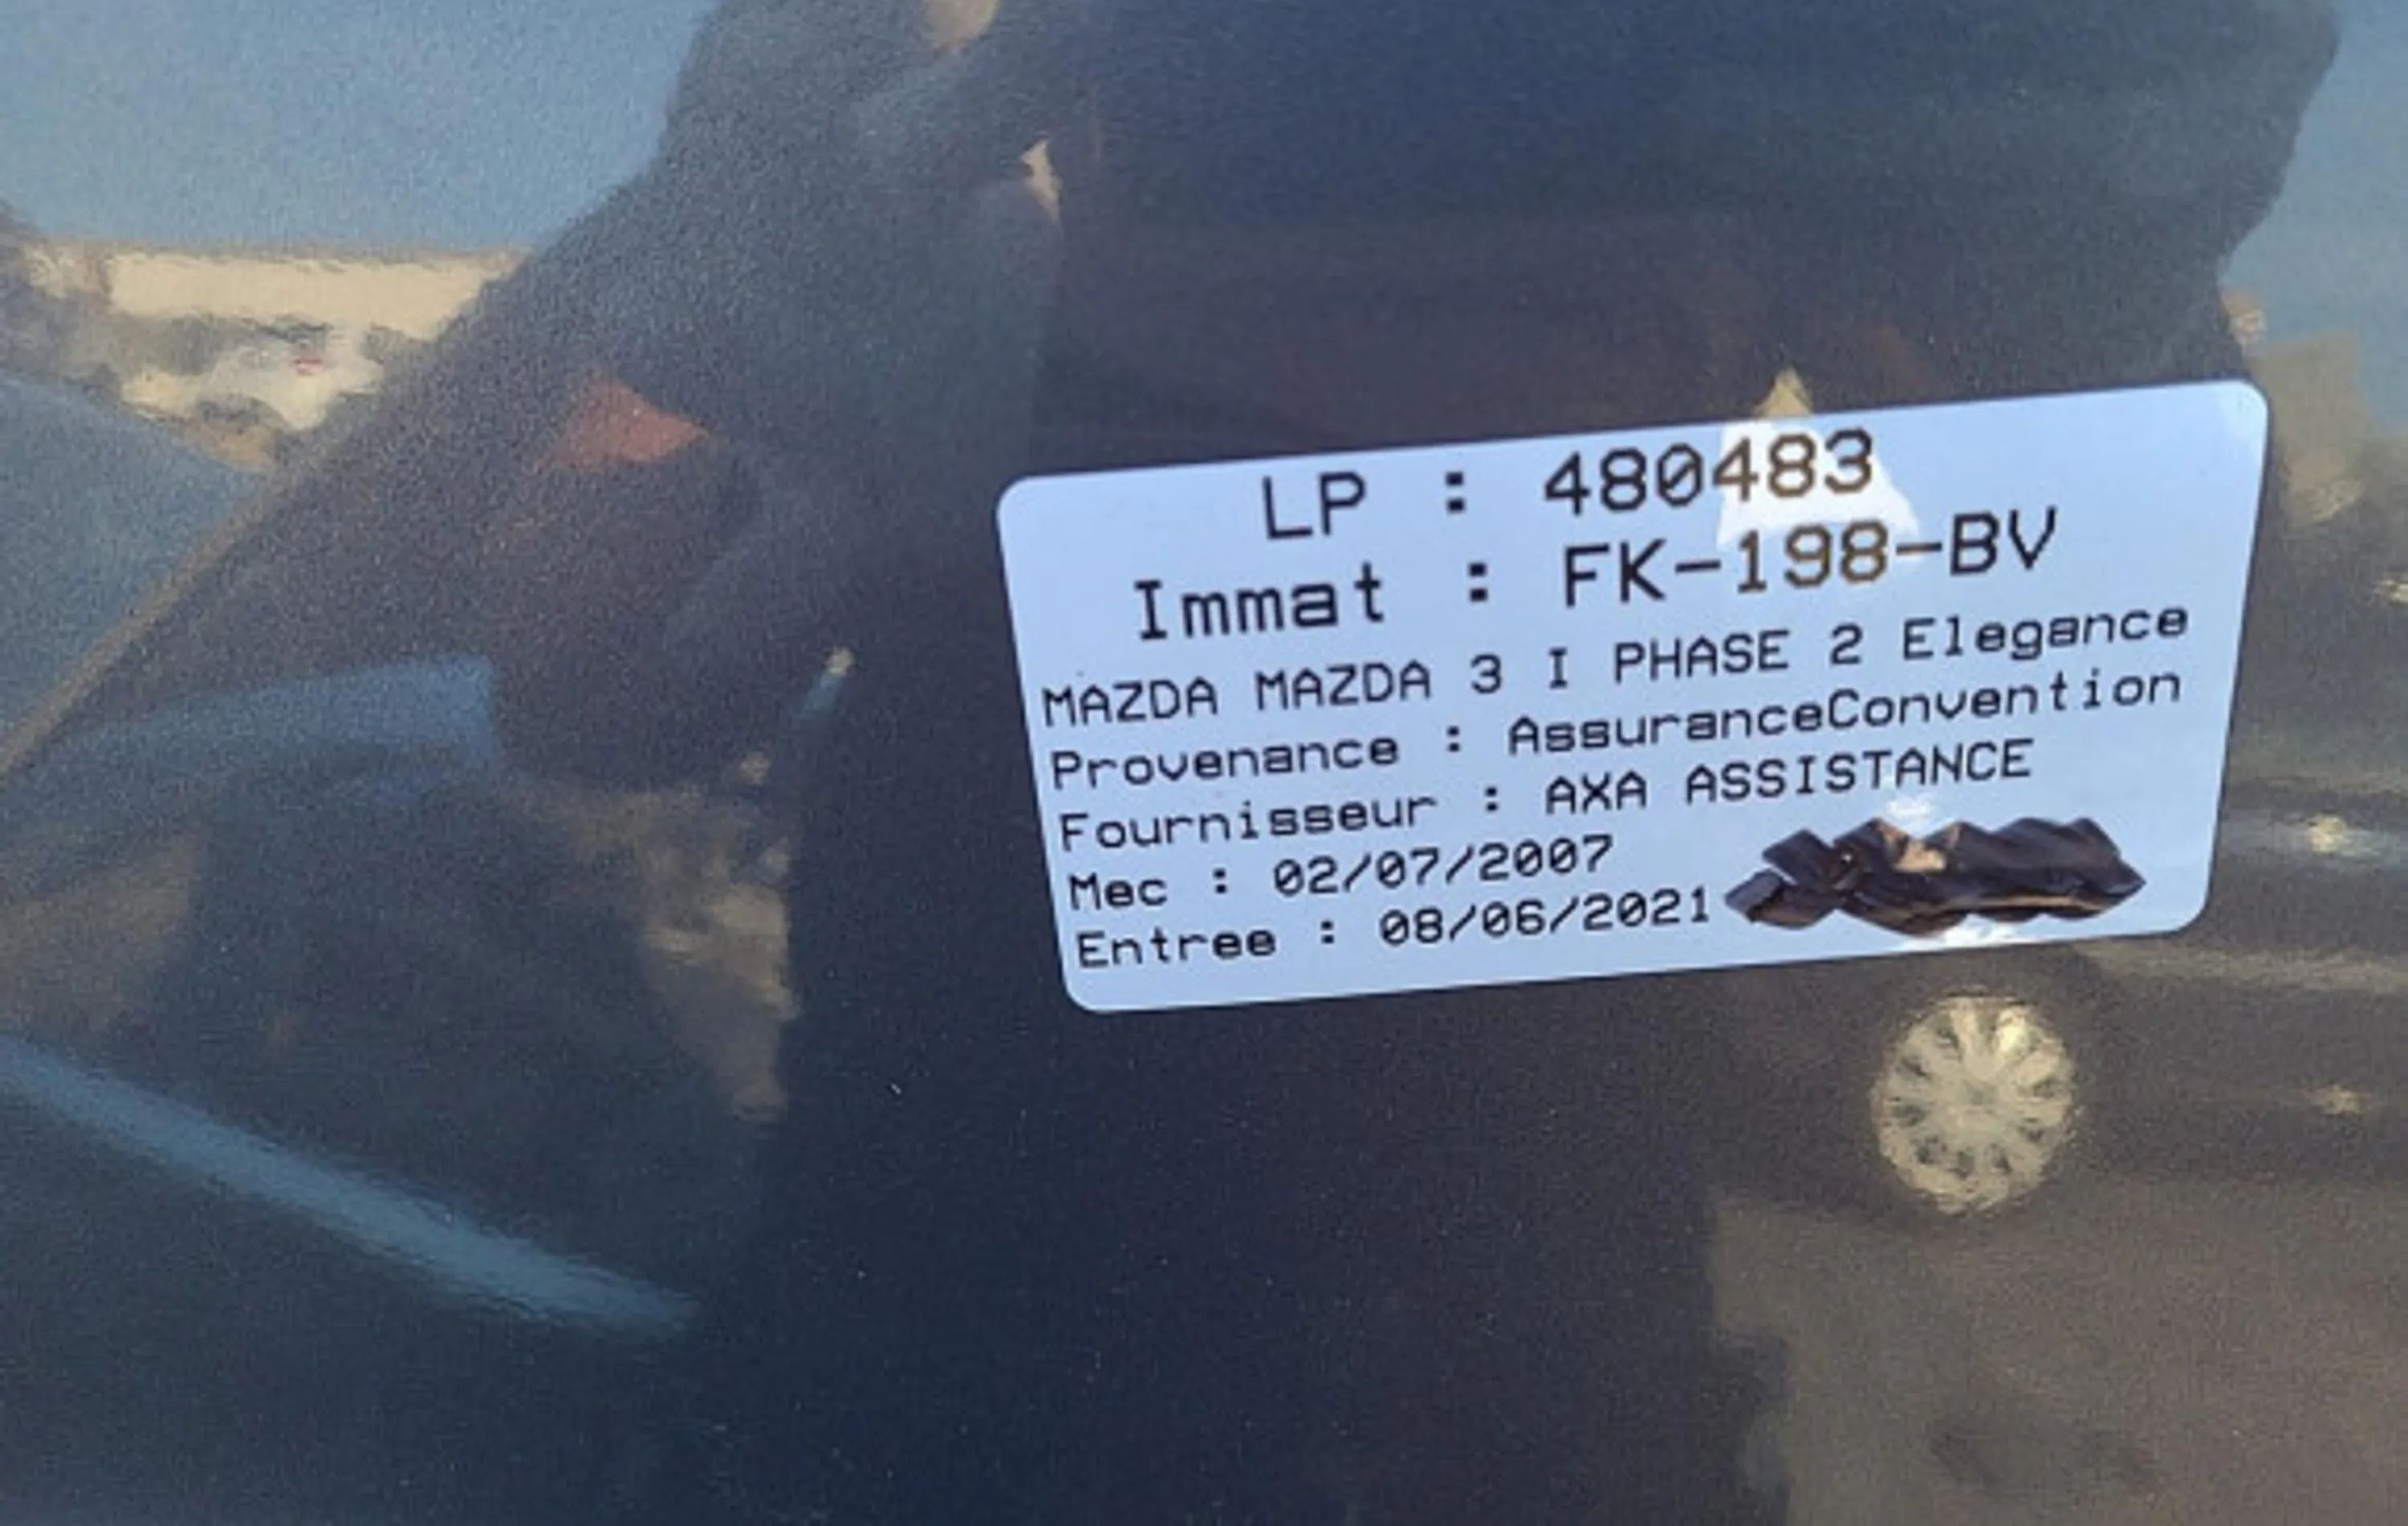 LP : 480483
Immat : FK-198-BV
MAZDA MAZDA 3 I PHASE 2 Elegance
Provenance : AssuranceConvention
Fournisseur : AXA ASSISTANCE
Mec : 02/07/2007
Entree : 08/06/2021